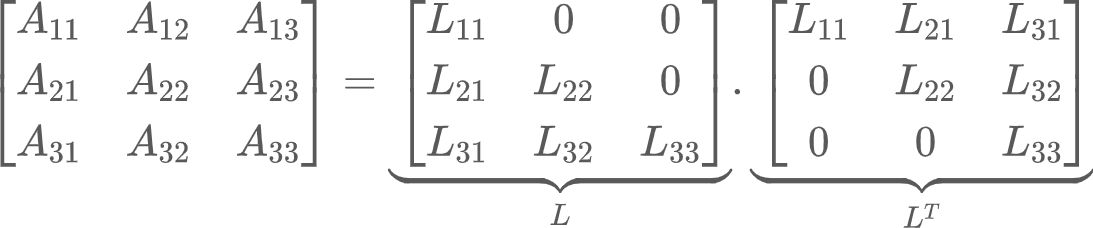 A11 A12 A13 L11 0 0 L11 L21 L31
A21 A22 A23 = L21 L22 0 . 0 L22 L32
A31 A32 A33 L31 L32 L33 0 0 L33
L L^T